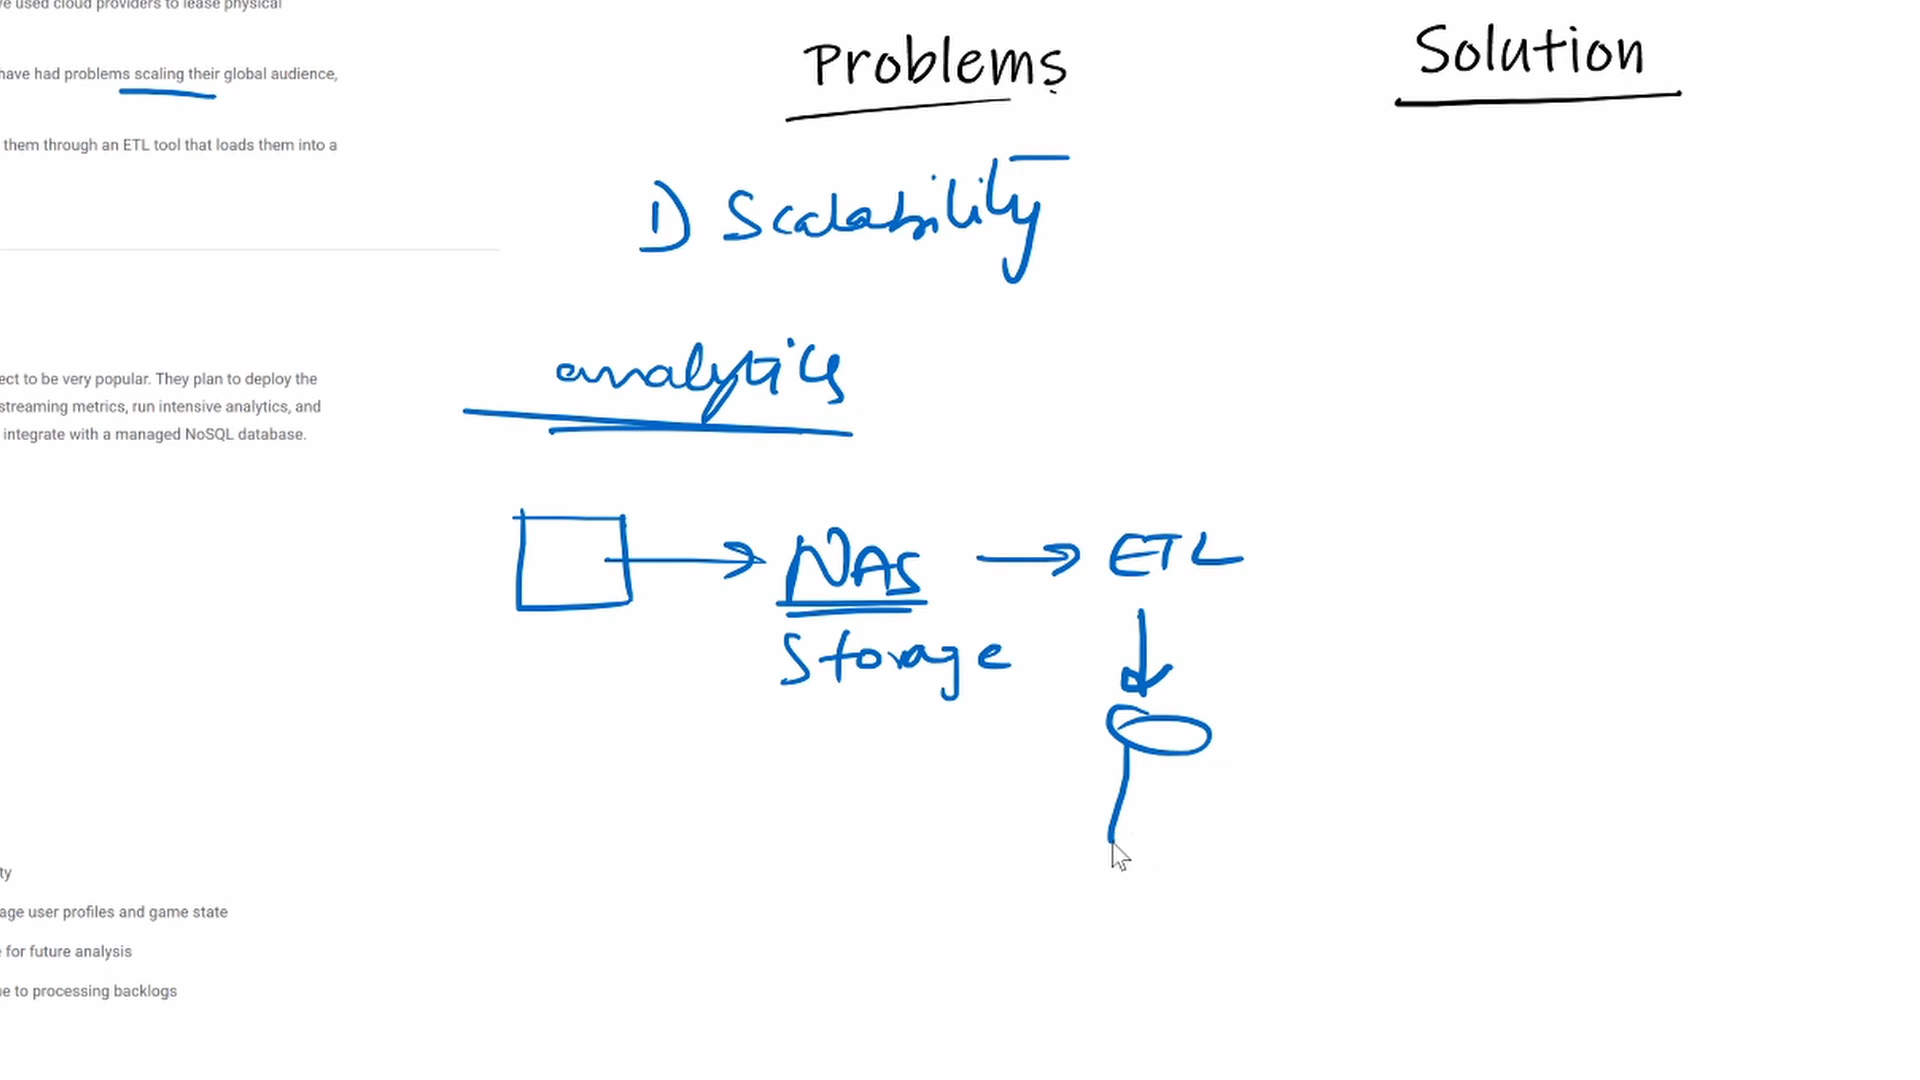 ve used cloud providers to lease physical
have had problems scaling their global audience,
them through an ETL tool that loads them into a
ect to be very popular. They plan to deploy the
streaming metrics, run intensive analytics, and
integrate with a managed NoSQL database.
ty
age user profiles and game state
e for future analysis
ue to processing backlogs
Problems
Solution
1) Scalability
analytics
NAS
ETL
Storage